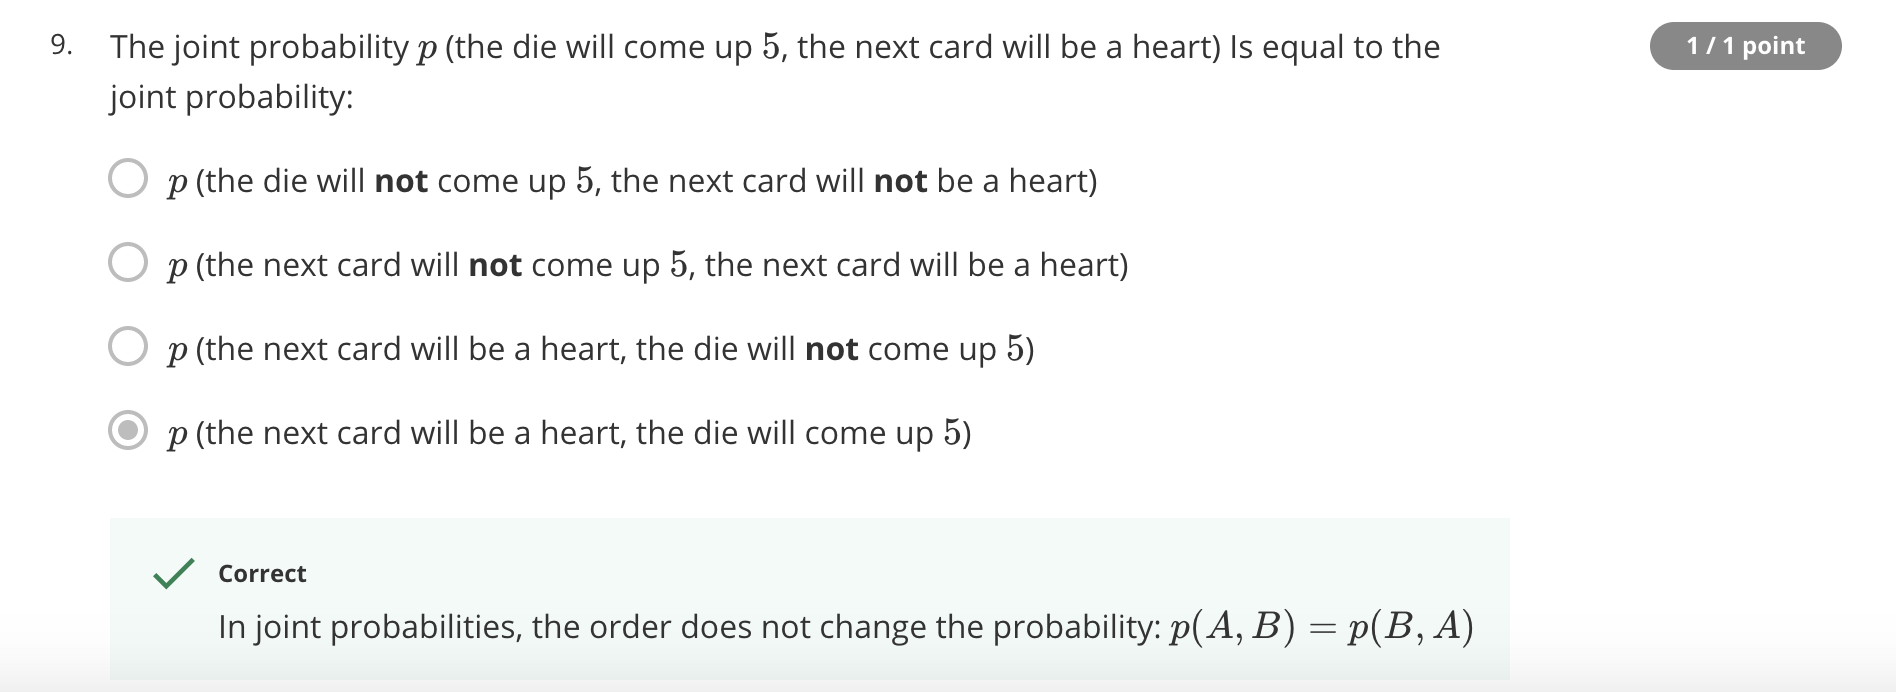 9. The joint probability p (the die will come up 5, the next card will be a heart) Is equal to the
1 / 1 point
joint probability:
p (the die will not come up 5, the next card will not be a heart)
p (the next card will not come up 5, the next card will be a heart)
p (the next card will be a heart, the die will not come up 5)
p (the next card will be a heart, the die will come up 5)
Correct
In joint probabilities, the order does not change the probability: p(A, B) = p(B, A)